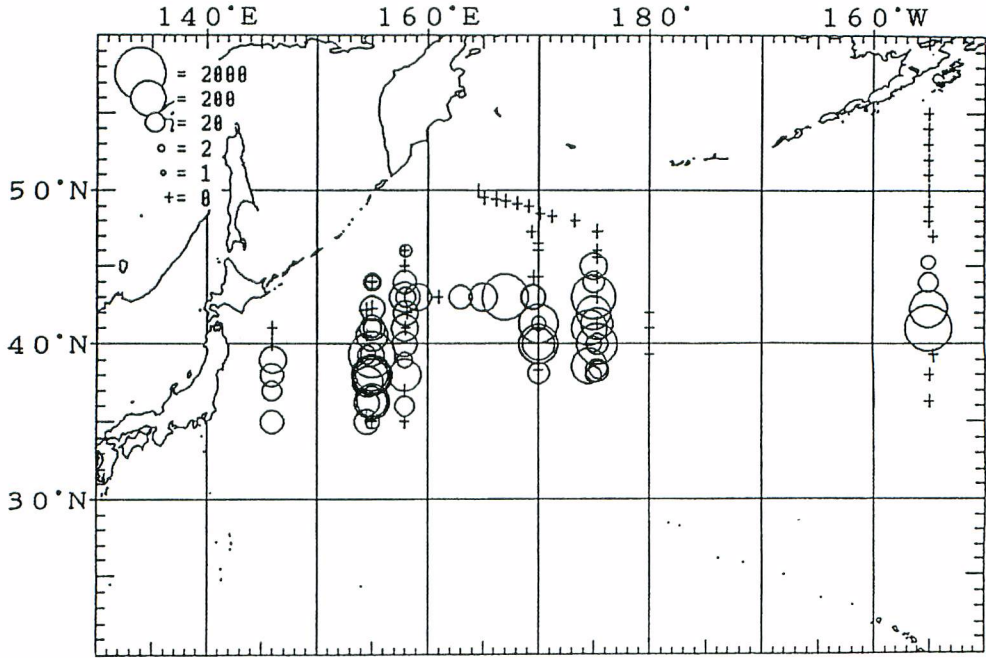 140°E 160°E 180° 160°W
= 2000
= 200
= 20
= 2
= 1
+= 0
50°N
40°N
30°N